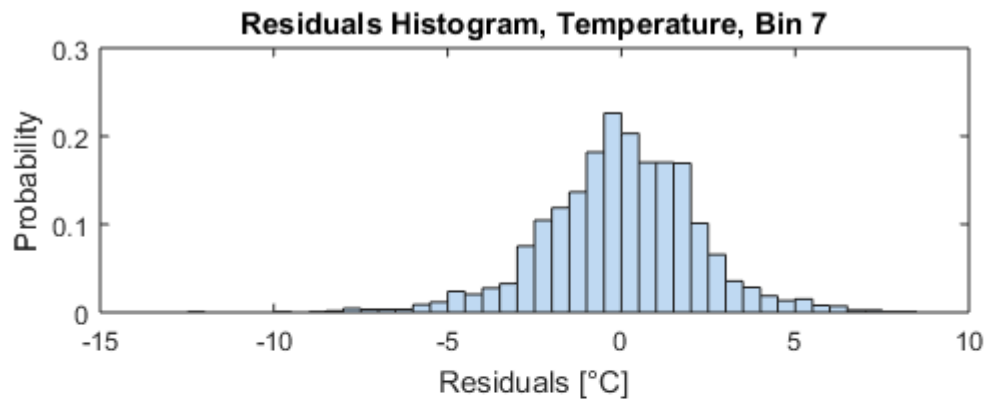 Residuals Histogram, Temperature, Bin 7
0.3
0.2
0.1
0
Probability
-15 -10 -5 0 5 10
Residuals [°C]